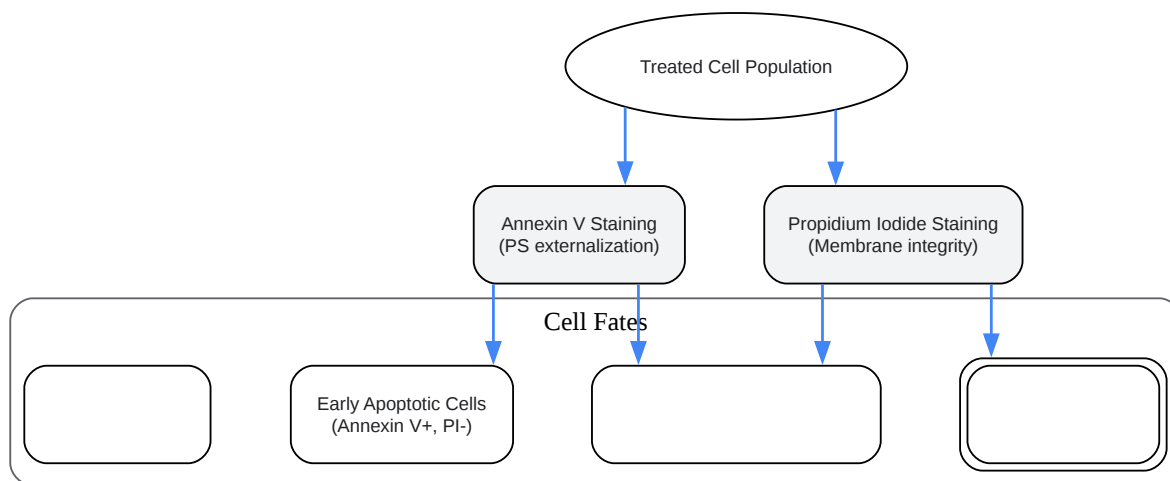 Treated Cell Population
Annexin V Staining
(PS externalization)
Propidium Iodide Staining
(Membrane integrity)
Cell Fates
Early Apoptotic Cells
(Annexin V+, PI-)